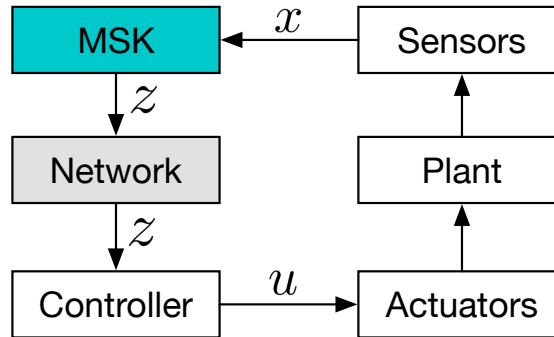 MSK
x
Sensors
z
Network
Plant
z
Controller
u
Actuators